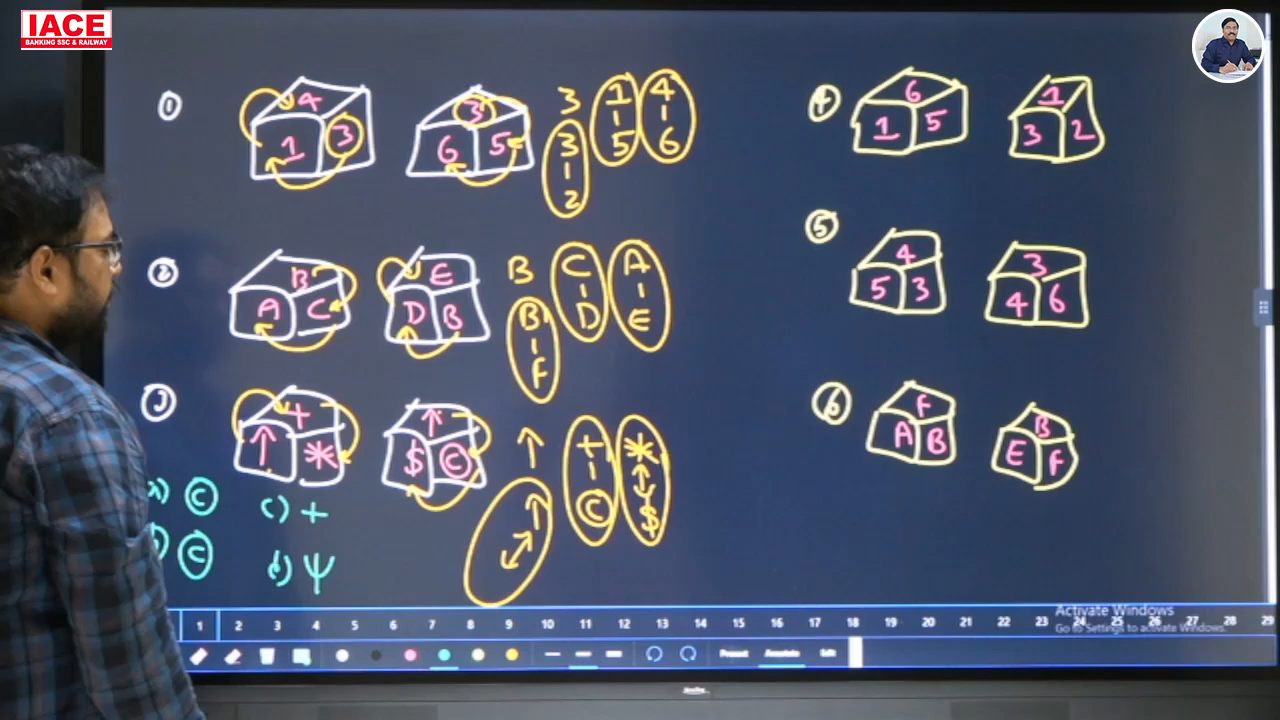 IACE
BANKING SSC & RAILWAY
① 4 1 3
3 6 5
3 1 4
3 5 6
2
② B A C
E D B
B C A
B D E
F
③ + ↑ *
↑ $ ©
↑ + *
↑ © $
© C) +
© d) Ψ
④ 6 1 5
1 3 2
⑤ 4 5 3
3 4 6
⑥ F A B
B E F
Activate Windows
Go to Settings to activate Windows.
1 2 3 4 5 6 7 8 9 10 11 12 13 14 15 16 17 18 19 20 21 22 23 24 25 26 27 28 29
Present Annotate Edit